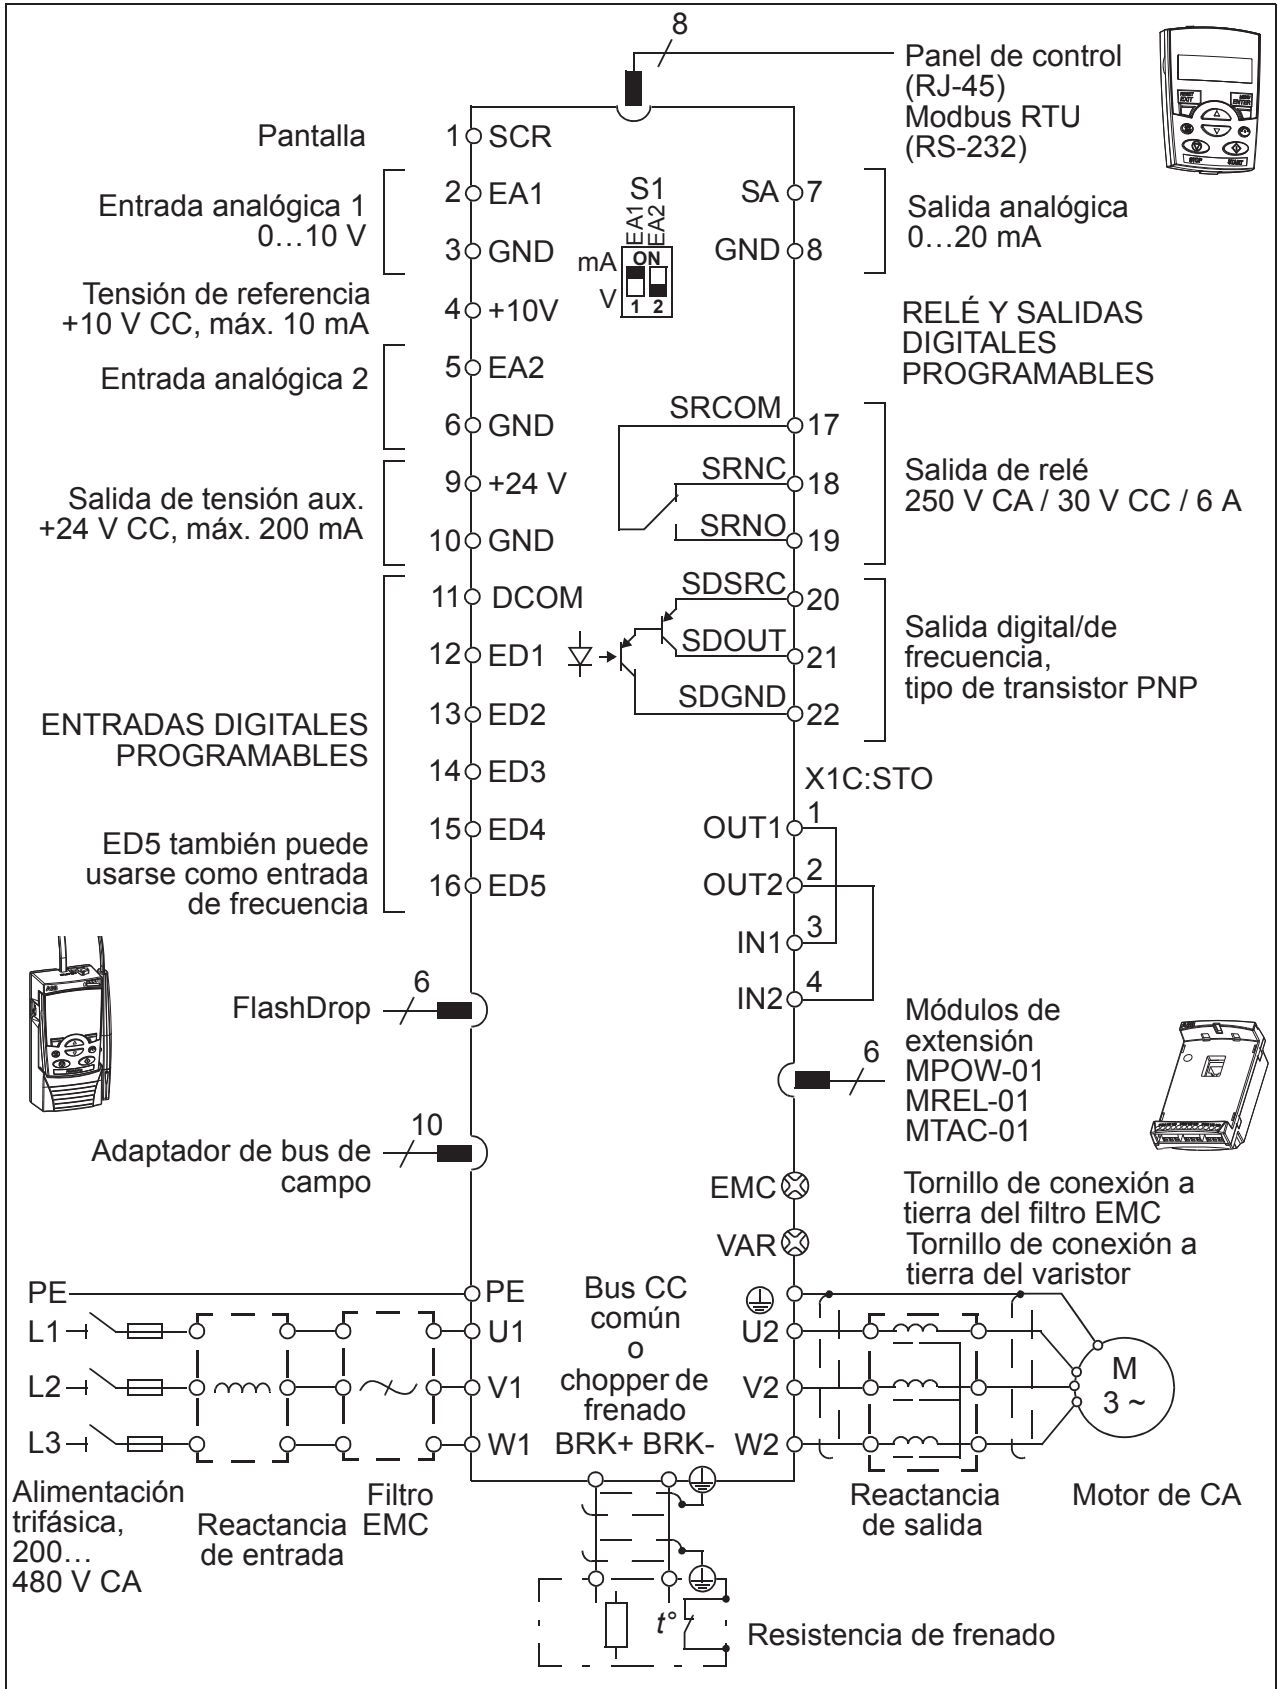 8
Panel de control
(RJ-45)
Modbus RTU
(RS-232)
RESET
EXIT
MENU
ENTER
STOP
START
Pantalla
1 SCR
Entrada analógica 1
0…10 V
2 EA1
3 GND
S1
EA1
EA2
mA
V
ON
1 2
SA 7
GND 8
Salida analógica
0…20 mA
Tensión de referencia
+10 V CC, máx. 10 mA
4 +10V
RELÉ Y SALIDAS
DIGITALES
PROGRAMABLES
Entrada analógica 2
5 EA2
6 GND
SRCOM 17
SRNC 18
SRNO 19
Salida de relé
250 V CA / 30 V CC / 6 A
Salida de tensión aux.
+24 V CC, máx. 200 mA
9 +24 V
10 GND
11 DCOM
12 ED1
13 ED2
14 ED3
15 ED4
16 ED5
ENTRADAS DIGITALES
PROGRAMABLES
ED5 también puede
usarse como entrada
de frecuencia
SDSRC 20
SDOUT 21
SDGND 22
Salida digital/de
frecuencia,
tipo de transistor PNP
X1C:STO
OUT1 1
OUT2 2
IN1 3
IN2 4
ABB
FlashDrop
6
Módulos de
extensión
MPOW-01
MREL-01
MTAC-01
6
ABB
Adaptador de bus de
campo
10
EMC
Tornillo de conexión a
tierra del filtro EMC
VAR
Tornillo de conexión a
tierra del varistor
PE PE
L1 U1
L2 V1
L3 W1
Bus CC
común
o
chopper de
frenado
BRK+ BRK-
U2
V2
W2
M
3 ~
Alimentación
trifásica,
200…
480 V CA
Reactancia
de entrada
Filtro
EMC
Reactancia
de salida
Motor de CA
t°
Resistencia de frenado